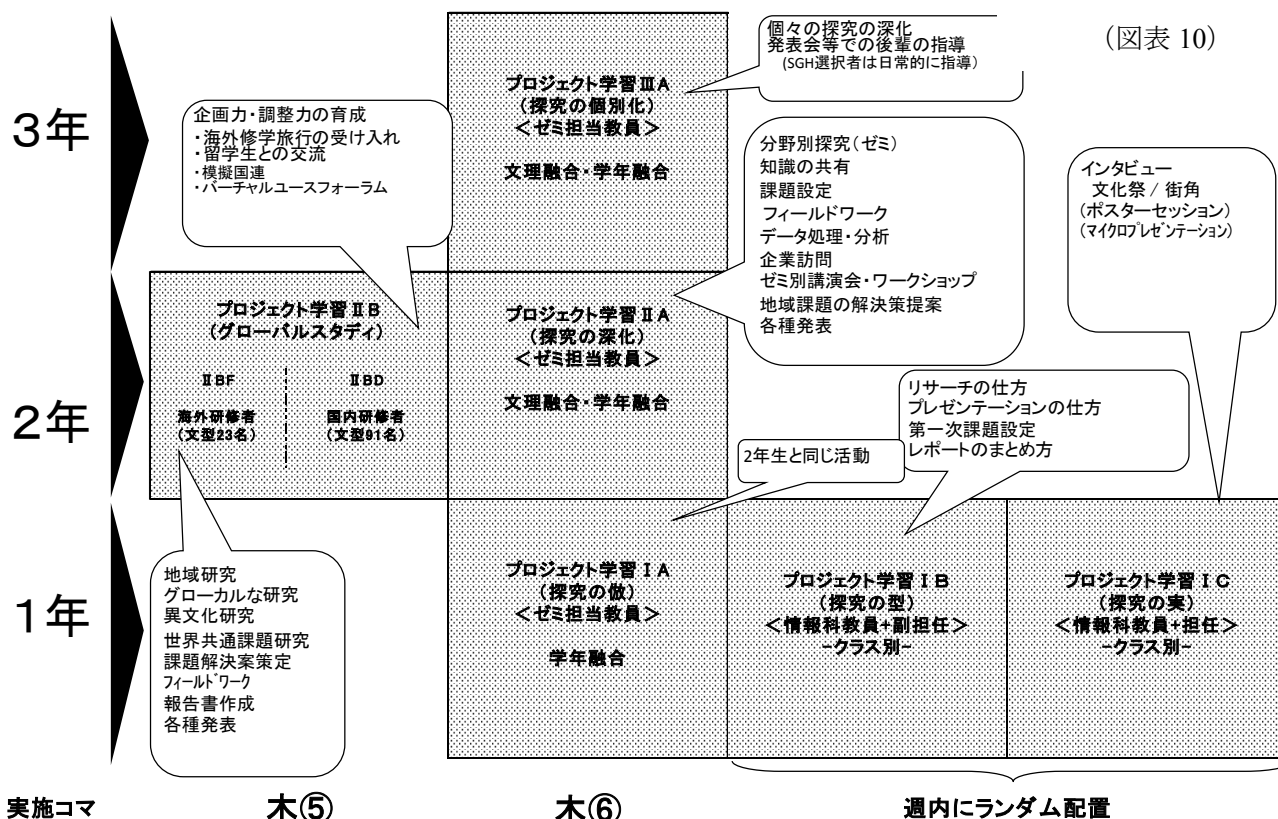 (図表 10)
3年
プロジェクト学習ⅢA
(探究の個別化)
<ゼミ担当教員>
文理融合・学年融合
個々の探究の深化
発表会等での後輩の指導
(SGH選択者は日常的に指導)
企画力・調整力の育成
・海外修学旅行の受け入れ
・留学生との交流
・模擬国連
・バーチャルユースフォーラム
分野別探究(ゼミ)
知識の共有
課題設定
フィールドワーク
データ処理・分析
企業訪問
ゼミ別講演会・ワークショップ
地域課題の解決策提案
各種発表
インタビュー
文化祭 / 街角
(ポスターセッション)
(マイクロプレゼンテーション)
2年
プロジェクト学習ⅡB
(グローバルスタディ)
ⅡBF
海外研修者
(文型23名)
ⅡBD
国内研修者
(文型91名)
プロジェクト学習ⅡA
(探究の深化)
<ゼミ担当教員>
文理融合・学年融合
リサーチの仕方
プレゼンテーションの仕方
第一次課題設定
レポートのまとめ方
2年生と同じ活動
1年
地域研究
グローカルな研究
異文化研究
世界共通課題研究
課題解決案策定
フィールドワーク
報告書作成
各種発表
プロジェクト学習ⅠA
(探究の倣)
<ゼミ担当教員>
学年融合
プロジェクト学習ⅠB
(探究の型)
<情報科教員+副担任>
-クラス別-
プロジェクト学習ⅠC
(探究の実)
<情報科教員+担任>
-クラス別-
実施コマ
木⑤
木⑥
週内にランダム配置